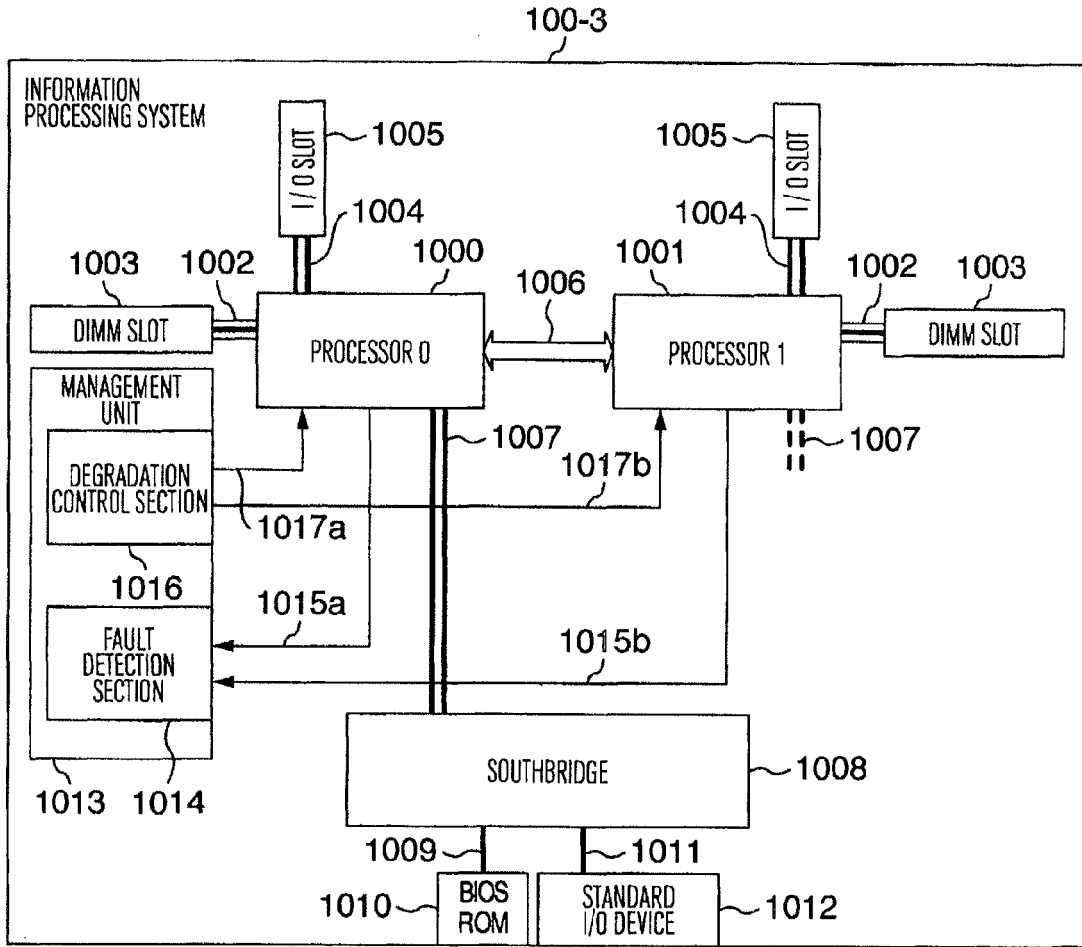 100-3
INFORMATION
PROCESSING SYSTEM
I/O SLOT
1005
I/O SLOT
1005
1004
1004
1003
1002
1000
1006
1001
1002
1003
DIMM SLOT
PROCESSOR 0
PROCESSOR 1
DIMM SLOT
MANAGEMENT
UNIT
1007
1007
DEGRADATION
CONTROL SECTION
1017a
1017b
1016
1015a
1015b
FAULT
DETECTION
SECTION
SOUTHBRIDGE
1008
1013
1014
1009
1011
1010
BIOS
ROM
STANDARD
I/O DEVICE
1012